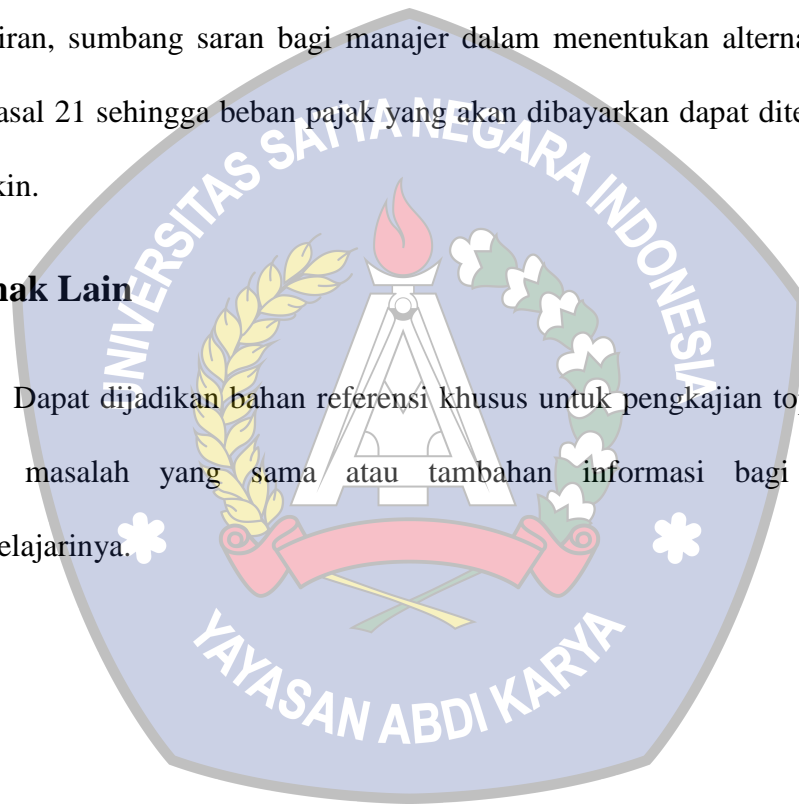 iran, sumbang saran bagi manajer dalam menentukan alterna
asal 21 sehingga beban pajak yang akan dibayarkan dapat dite
kin.
nak Lain
Dapat dijadikan bahan referensi khusus untuk pengkajian to
masalah yang sama atau tambahan informasi bagi
elajarinya.
UNIVERSITAS SATYA NEGARA INDONESIA
YAYASAN ABDI KARYA